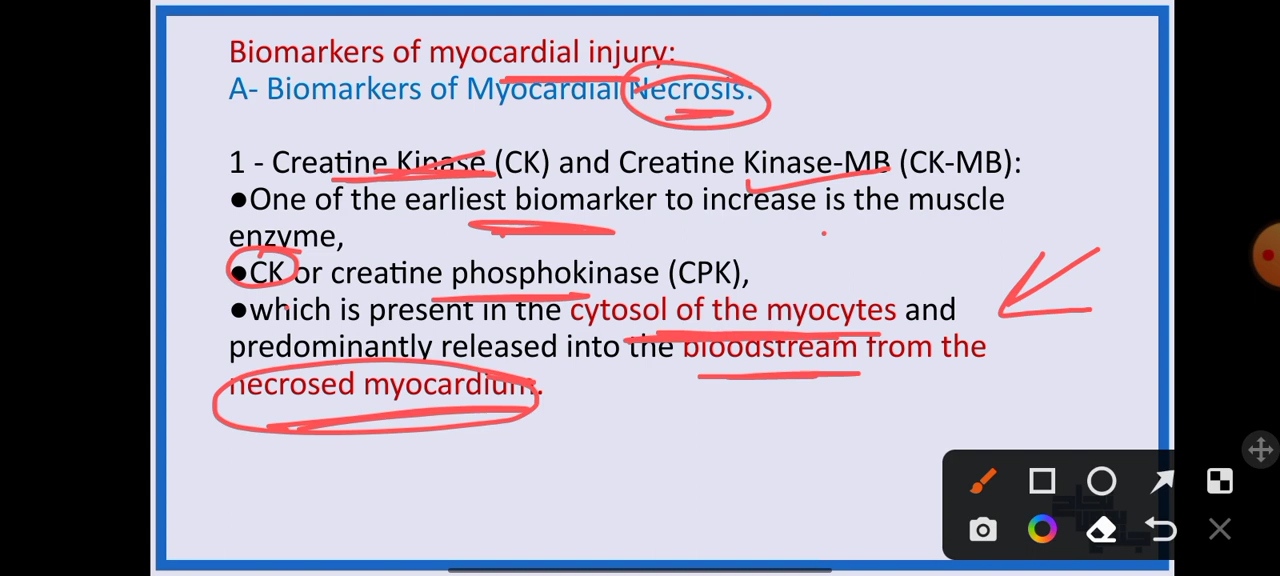 Biomarkers of myocardial injury:
A- Biomarkers of Myocardial Necrosis.
1 - Creatine Kinase (CK) and Creatine Kinase-MB (CK-MB):
●One of the earliest biomarker to increase is the muscle
enzyme,
●CK or creatine phosphokinase (CPK),
●which is present in the cytosol of the myocytes and
predominantly released into the bloodstream from the
necrosed myocardium.